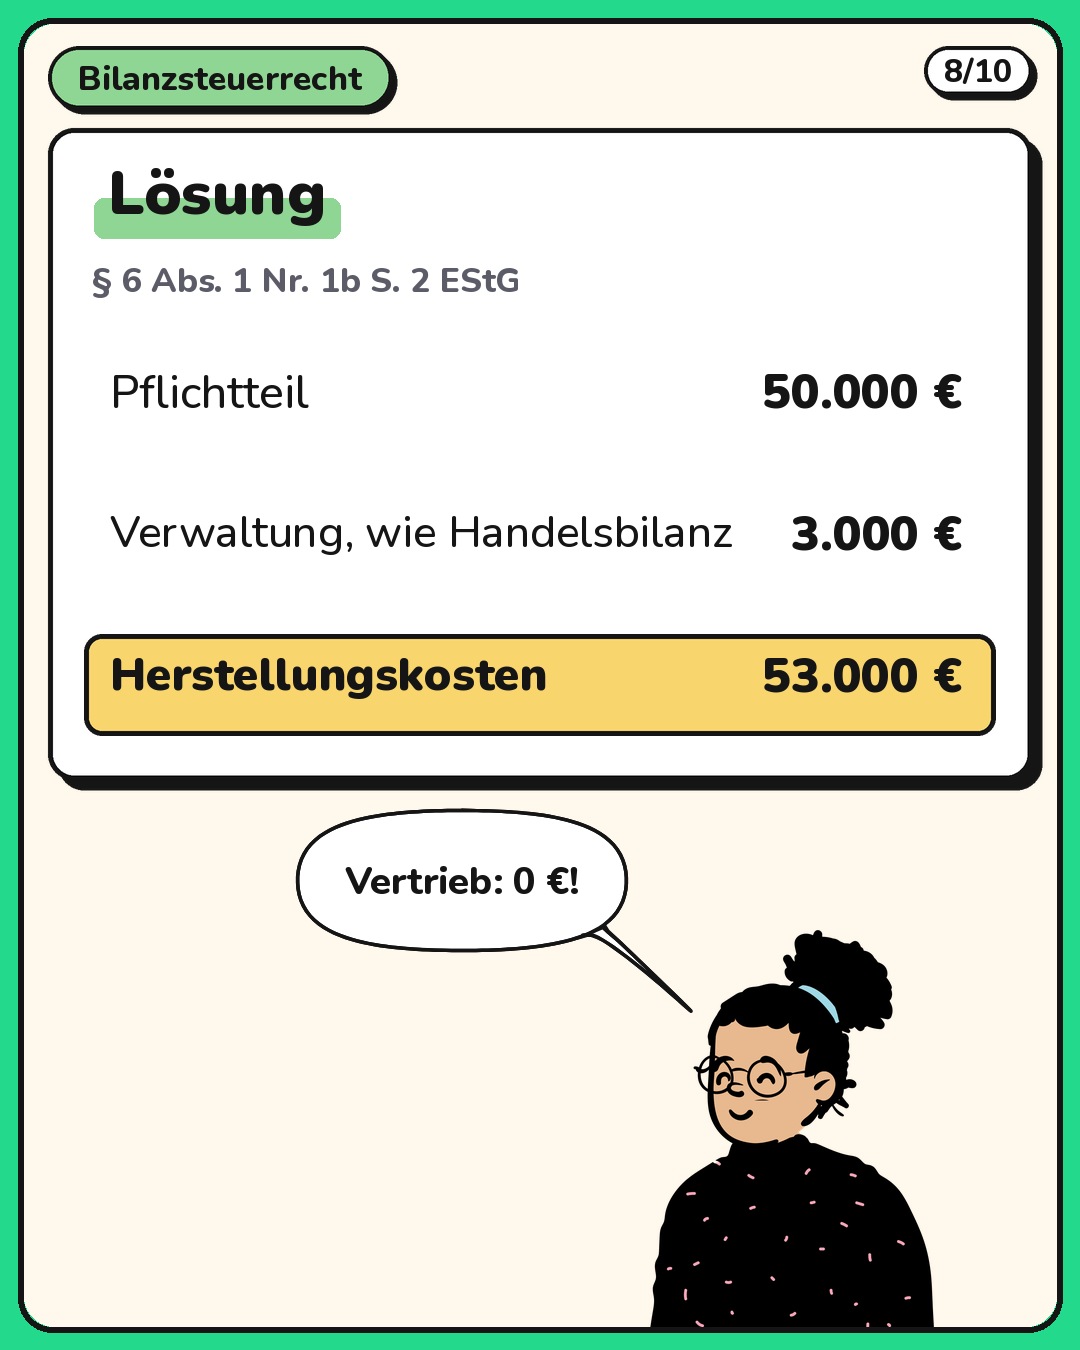 Bilanzsteuerrecht
8/10
Lösung
§ 6 Abs. 1 Nr. 1b S. 2 EStG
Pflichtteil 50.000 €
Verwaltung, wie Handelsbilanz 3.000 €
Herstellungskosten 53.000 €
Vertrieb: 0 €!